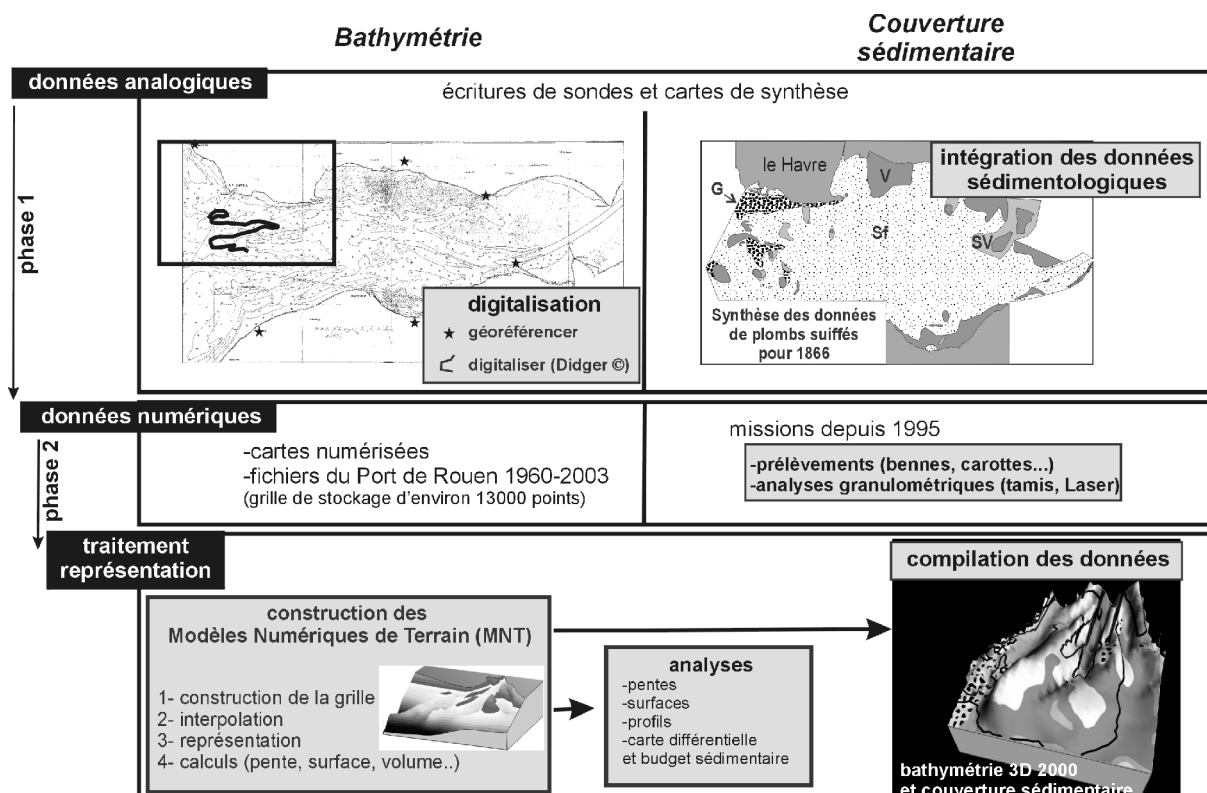 Bathymétrie
Couverture
sédimentaire
données analogiques
écritures de sondes et cartes de synthèse
phase 1
le Havre
V
G
Sf
SV
intégration des données
sédimentologiques
digitalisation
★ géoréférencer
digitaliser (Didger ©)
Synthèse des données
de plombs suiffés
pour 1866
données numériques
phase 2
-cartes numérisées
-fichiers du Port de Rouen 1960-2003
(grille de stockage d'environ 13000 points)
missions depuis 1995
-prélèvements (bennes, carottes...)
-analyses granulométriques (tamis, Laser)
traitement
représentation
construction des
Modèles Numériques de Terrain (MNT)
1- construction de la grille
2- interpolation
3- représentation
4- calculs (pente, surface, volume..)
analyses
-pentes
-surfaces
-profils
-carte différentielle
et budget sédimentaire
compilation des données
bathymétrie 3D 2000
et couverture sédimentaire